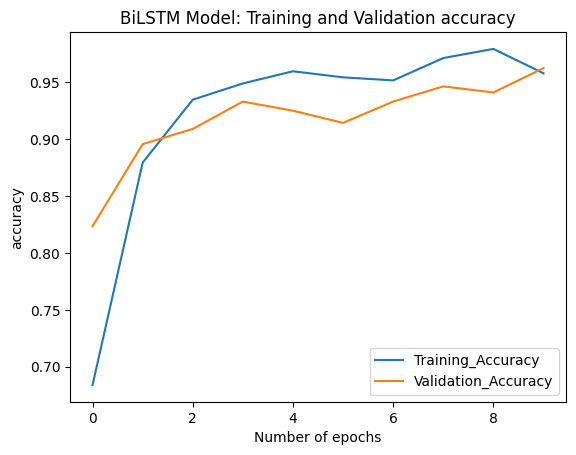 BiLSTM Model: Training and Validation accuracy
accuracy
0.95
0.90
0.85
0.80
0.75
0.70
Training_Accuracy
Validation_Accuracy
0 2 4 6 8
Number of epochs